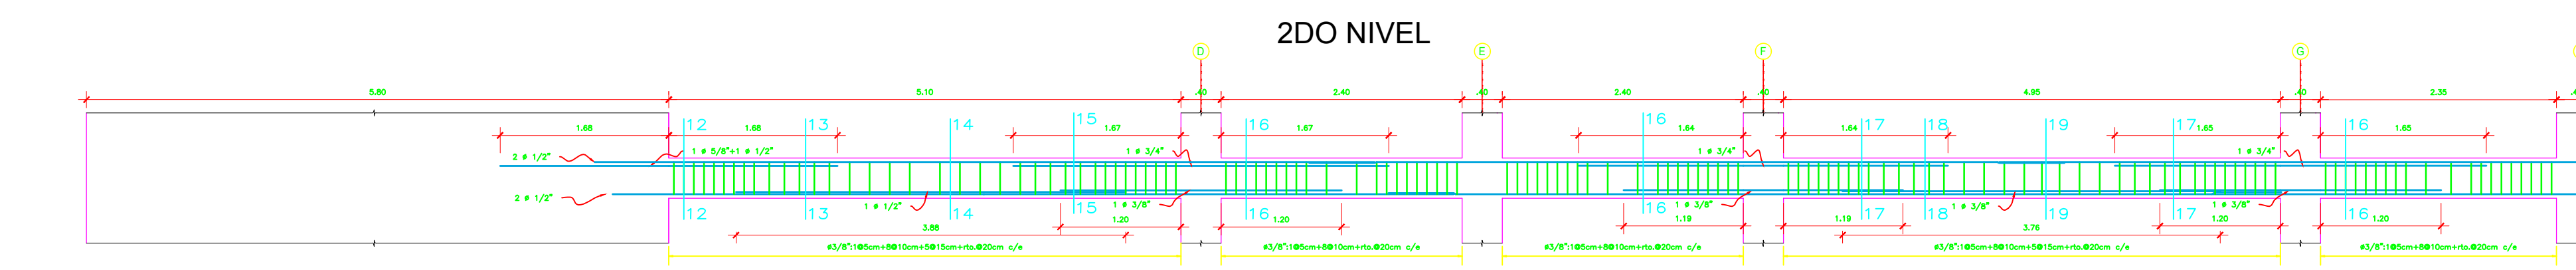 2DO NIVEL
D E F G
5.80 5.10 .40 2.40 .40 2.40 .40 4.95 .40 2.35
12 13 14 15 16 16 17 18 19 17 16
1.68 1.68 1.67 1.67 1.64 1.64 1.65 1.65
2 ø 1/2" 1 ø 5/8"+1 ø 1/2" 1 ø 3/4" 1 ø 3/4" 1 ø 3/4"
2 ø 1/2" 1 ø 1/2" 1 ø 3/8" 1 ø 3/8" 1 ø 3/8" 1 ø 3/8"
12 13 14 15 16 16 17 18 19 17 16
1.20 1.20 1.19 1.19 1.20 1.20
3.88 3.76
ø3/8":1@5cm+8@10cm+5@15cm+rto.@20cm c/e ø3/8":1@5cm+8@10cm+rto.@20cm c/e ø3/8":1@5cm+8@10cm+rto.@20cm c/e ø3/8":1@5cm+8@10cm+5@15cm+rto.@20cm c/e ø3/8":1@5cm+8@10cm+rto.@20cm c/e